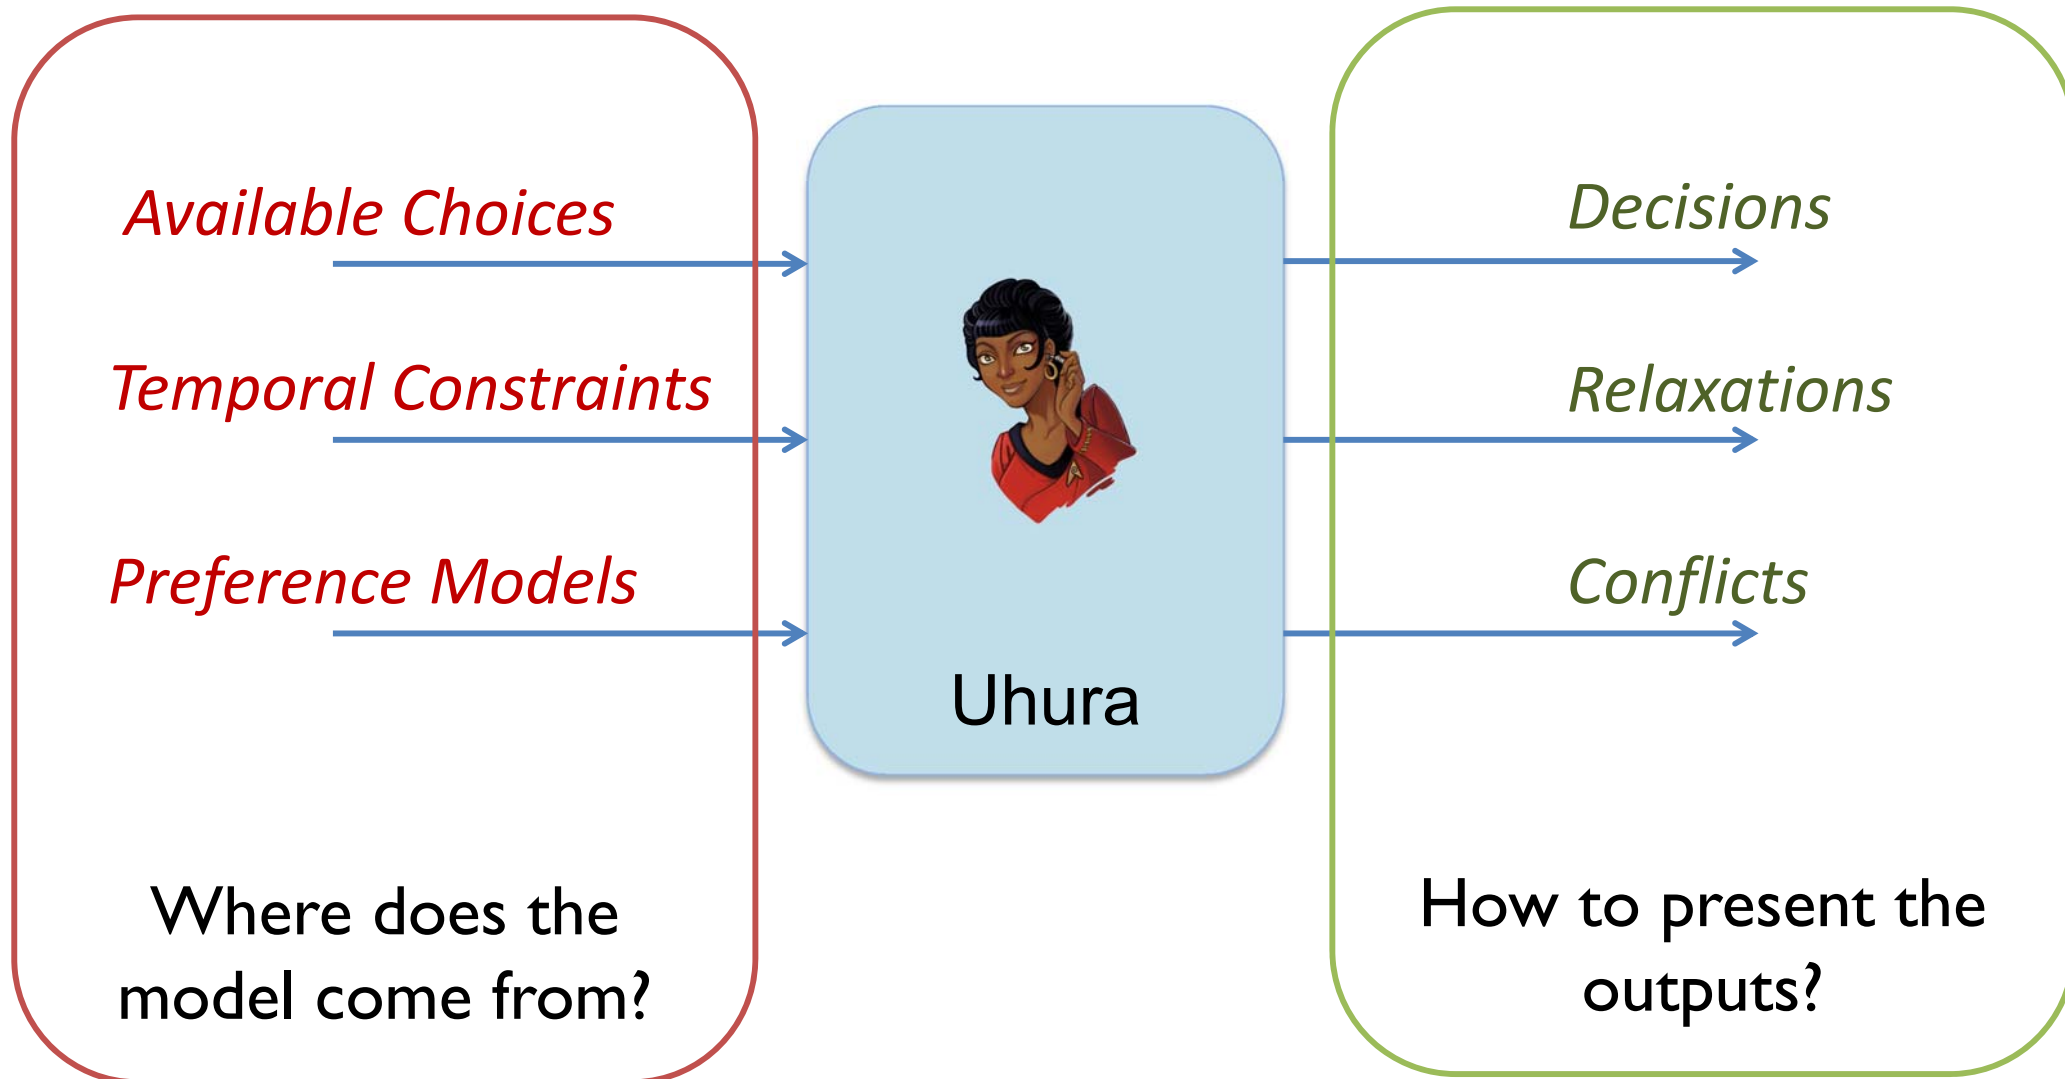 Available Choices
Temporal Constraints
Preference Models
Where does the
model come from?
Uhura
Decisions
Relaxations
Conflicts
How to present the
outputs?